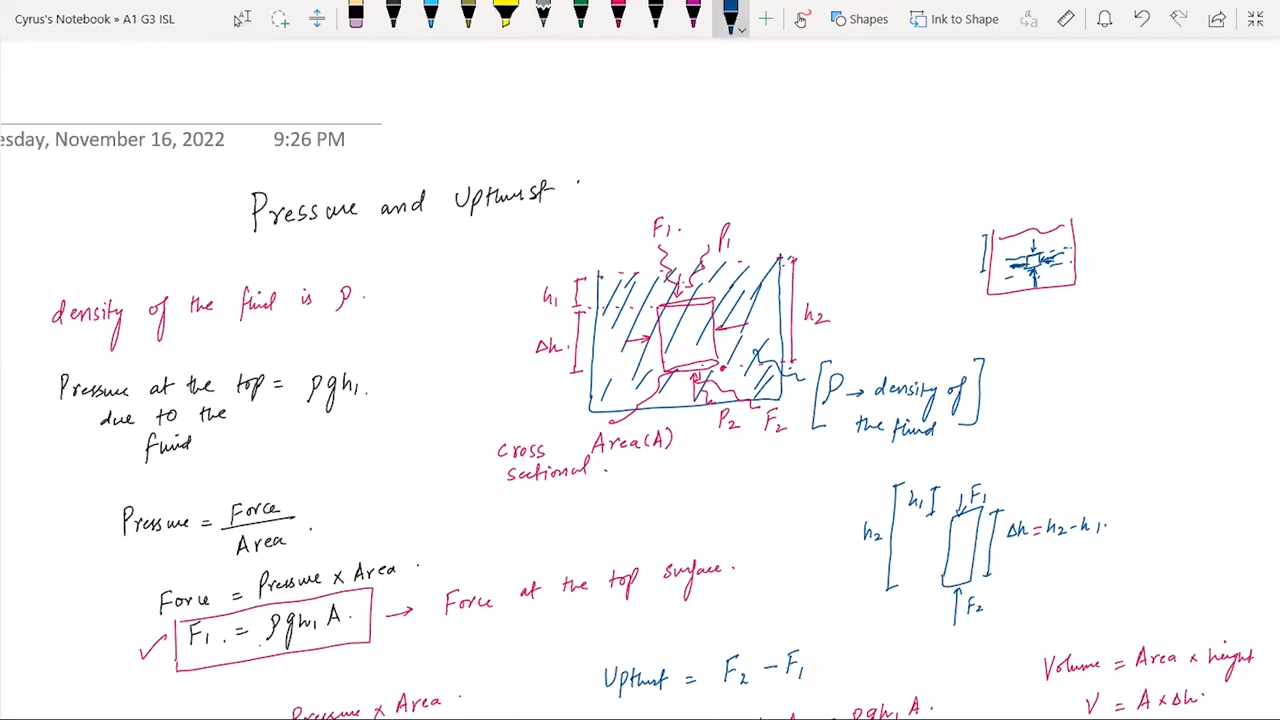 Cyrus's Notebook » A1 G3 ISL
Shapes
Ink to Shape
esday, November 16, 2022 9:26 PM
Pressure and Upthrust.
density of the fluid is ρ.
Pressure at the top = ρgh₁.
due to the
fluid
Pressure = Force
Area.
Force = Pressure × Area.
F₁. = ρgh₁ A.
→ Force at the top surface.
Pressure × Area.
F₁.
P₁
h₁
Δh.
h₂
P₂ F₂
cross Area(A)
sectional.
[ρ → density of
the fluid]
h₂
h₁
F₁
Δh = h₂ - h₁.
F₂
Upthrust = F₂ - F₁
ρgh₁ A.
Volume = Area × height
V = A × Δh.